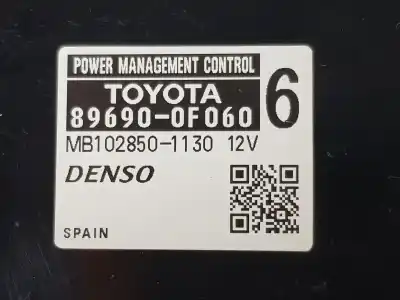 POWER MANAGEMENT CONTROL
TOYOTA
89690-0F060
6
MB102850-1130 12V
DENSO
SPAIN